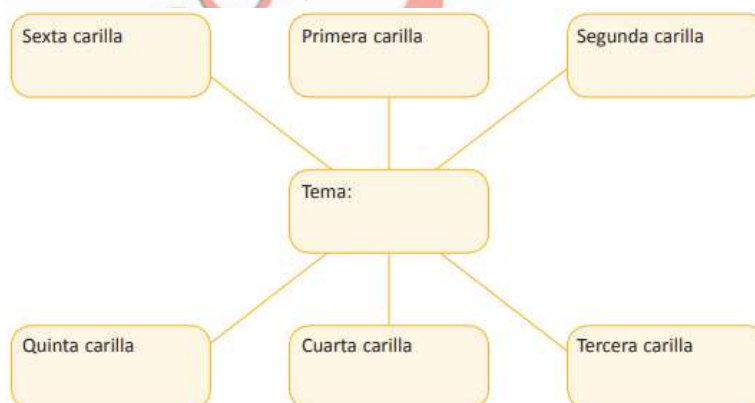 Sexta carilla
Primera carilla
Segunda carilla
Tema:
Quinta carilla
Cuarta carilla
Tercera carilla